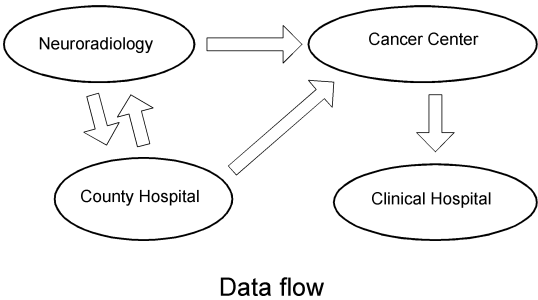 Neuroradiology
Cancer Center
County Hospital
Clinical Hospital
Data flow